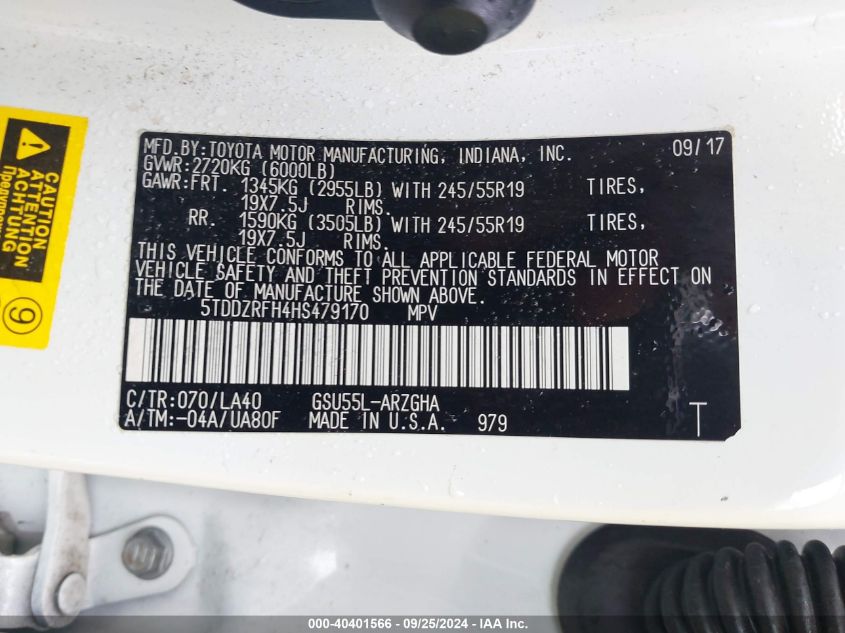 CAUTION
ATTENTION
ACHTUNG
9
MFD.BY:TOYOTA MOTOR MANUFACTURING, INDIANA, INC. 09/17
GVWR:2720KG (6000LB)
GAWR:FRT. 1345KG (2955LB) WITH 245/55R19 TIRES,
19X7.5J RIMS.
RR. 1590KG (3505LB) WITH 245/55R19 TIRES,
19X7.5J RIMS.
THIS VEHICLE CONFORMS TO ALL APPLICABLE FEDERAL MOTOR
VEHICLE SAFETY AND THEFT PREVENTION STANDARDS IN EFFECT ON
THE DATE OF MANUFACTURE SHOWN ABOVE.
5TDDZRFH4HS479170 MPV
C/TR:070/LA40 GSU55L-ARZGHA
A/TM:-04A/UA80F MADE IN U.S.A. 979
T
000-40401566 - 09/25/2024 - IAA Inc.